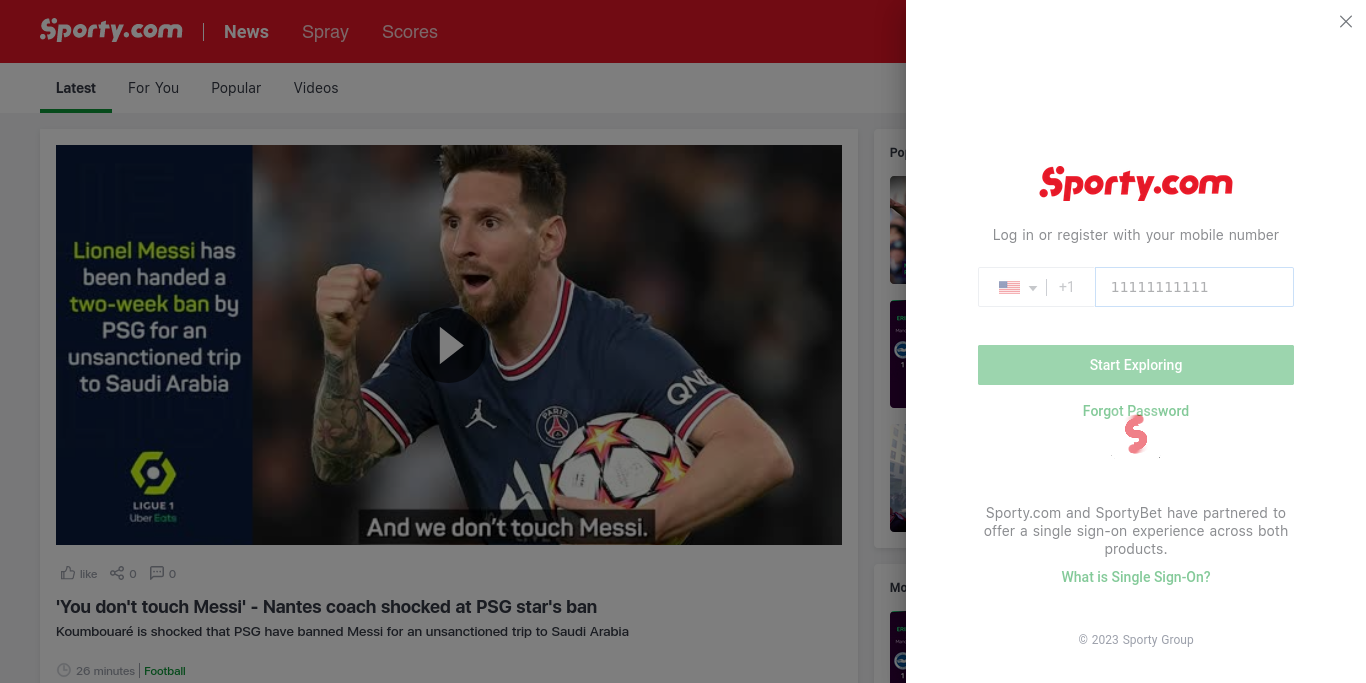 Sporty.com
News
Spray
Scores
Latest
For You
Popular
Videos
Lionel Messi has
been handed a
two-week ban by
PSG for an
unsanctioned trip
to Saudi Arabia
LIGUE 1
Uber Eats
QNB
PARIS
And we don't touch Messi.
like
0
0
'You don't touch Messi' - Nantes coach shocked at PSG star's ban
Koumbouaré is shocked that PSG have banned Messi for an unsanctioned trip to Saudi Arabia
26 minutes
Football
Sporty.com
Log in or register with your mobile number
+1
11111111111
Start Exploring
Forgot Password
Sporty.com and SportyBet have partnered to
offer a single sign-on experience across both
products.
What is Single Sign-On?
© 2023 Sporty Group